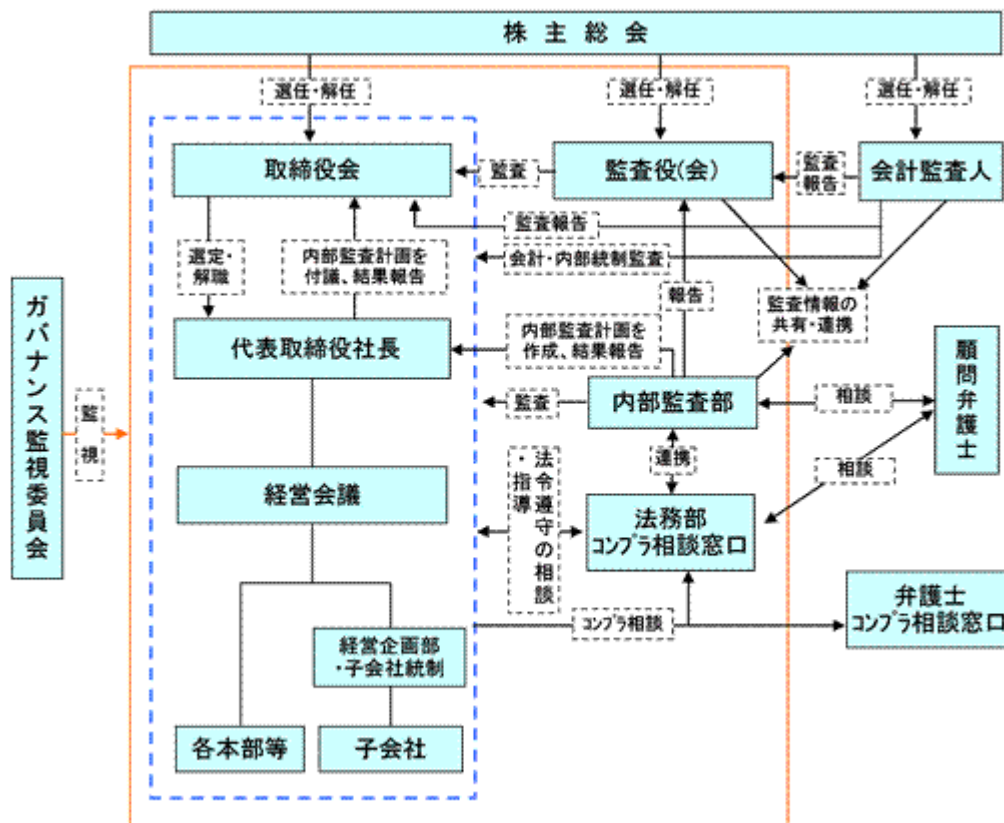 株主総会
選任・解任
選任・解任
選任・解任
取締役会
監査
監査役(会)
監査
報告
会計監査人
監査報告
選定・
解職
内部監査計画を
付議、結果報告
会計・内部統制監査
報告
監査情報の
共有・連携
ガバナンス監視委員会
監視
代表取締役社長
内部監査計画を
作成、結果報告
顧問弁護士
監査
内部監査部
相談
連携
相談
経営会議
法令遵守の相談
・指導
法務部
コンプラ相談窓口
弁護士
コンプラ相談窓口
コンプラ相談
経営企画部
・子会社統制
各本部等
子会社